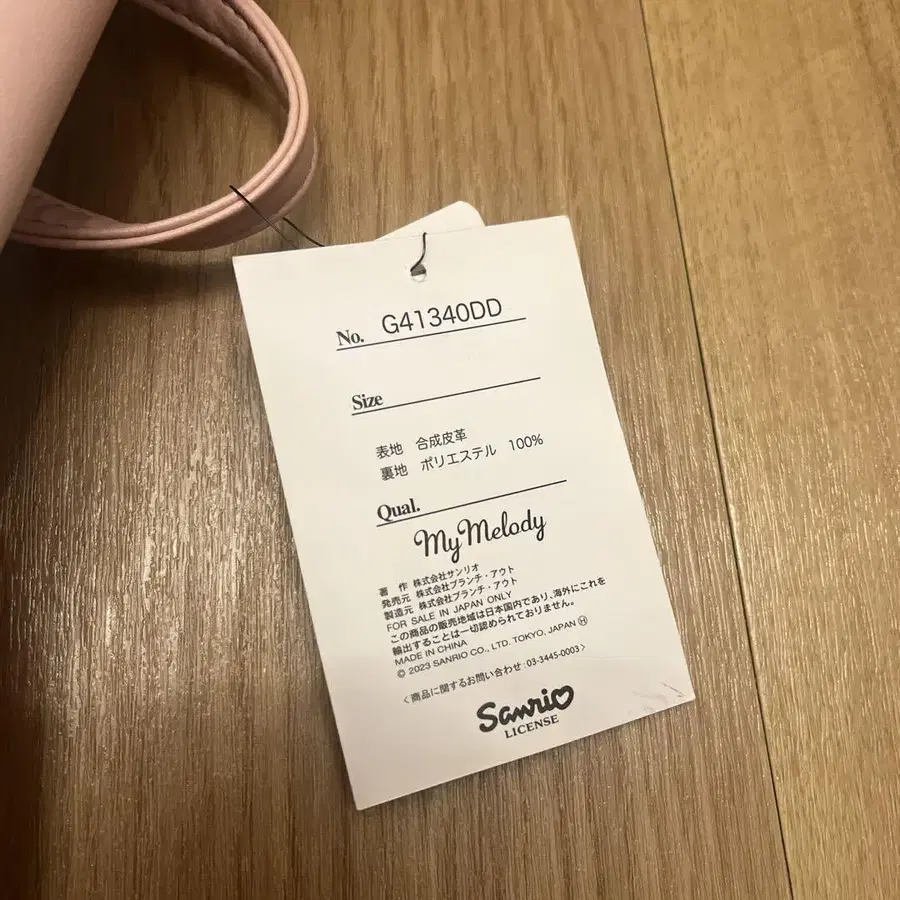 No. G41340DD
Size
表地 合成皮革
裏地 ポリエステル 100%
Qual.
My Melody
著 作 株式会社サンリオ
発売元 株式会社ブランチ・アウト
製造元 株式会社ブランチ・アウト
FOR SALE IN JAPAN ONLY
この商品の販売地域は日本国内であり、海外にこれを
輸出することは一切認められておりません。
MADE IN CHINA
© 2023 SANRIO CO., LTD. TOKYO, JAPAN Ⓗ
〈商品に関するお問い合わせ:03-3445-0003〉
Sanrio
LICENSE